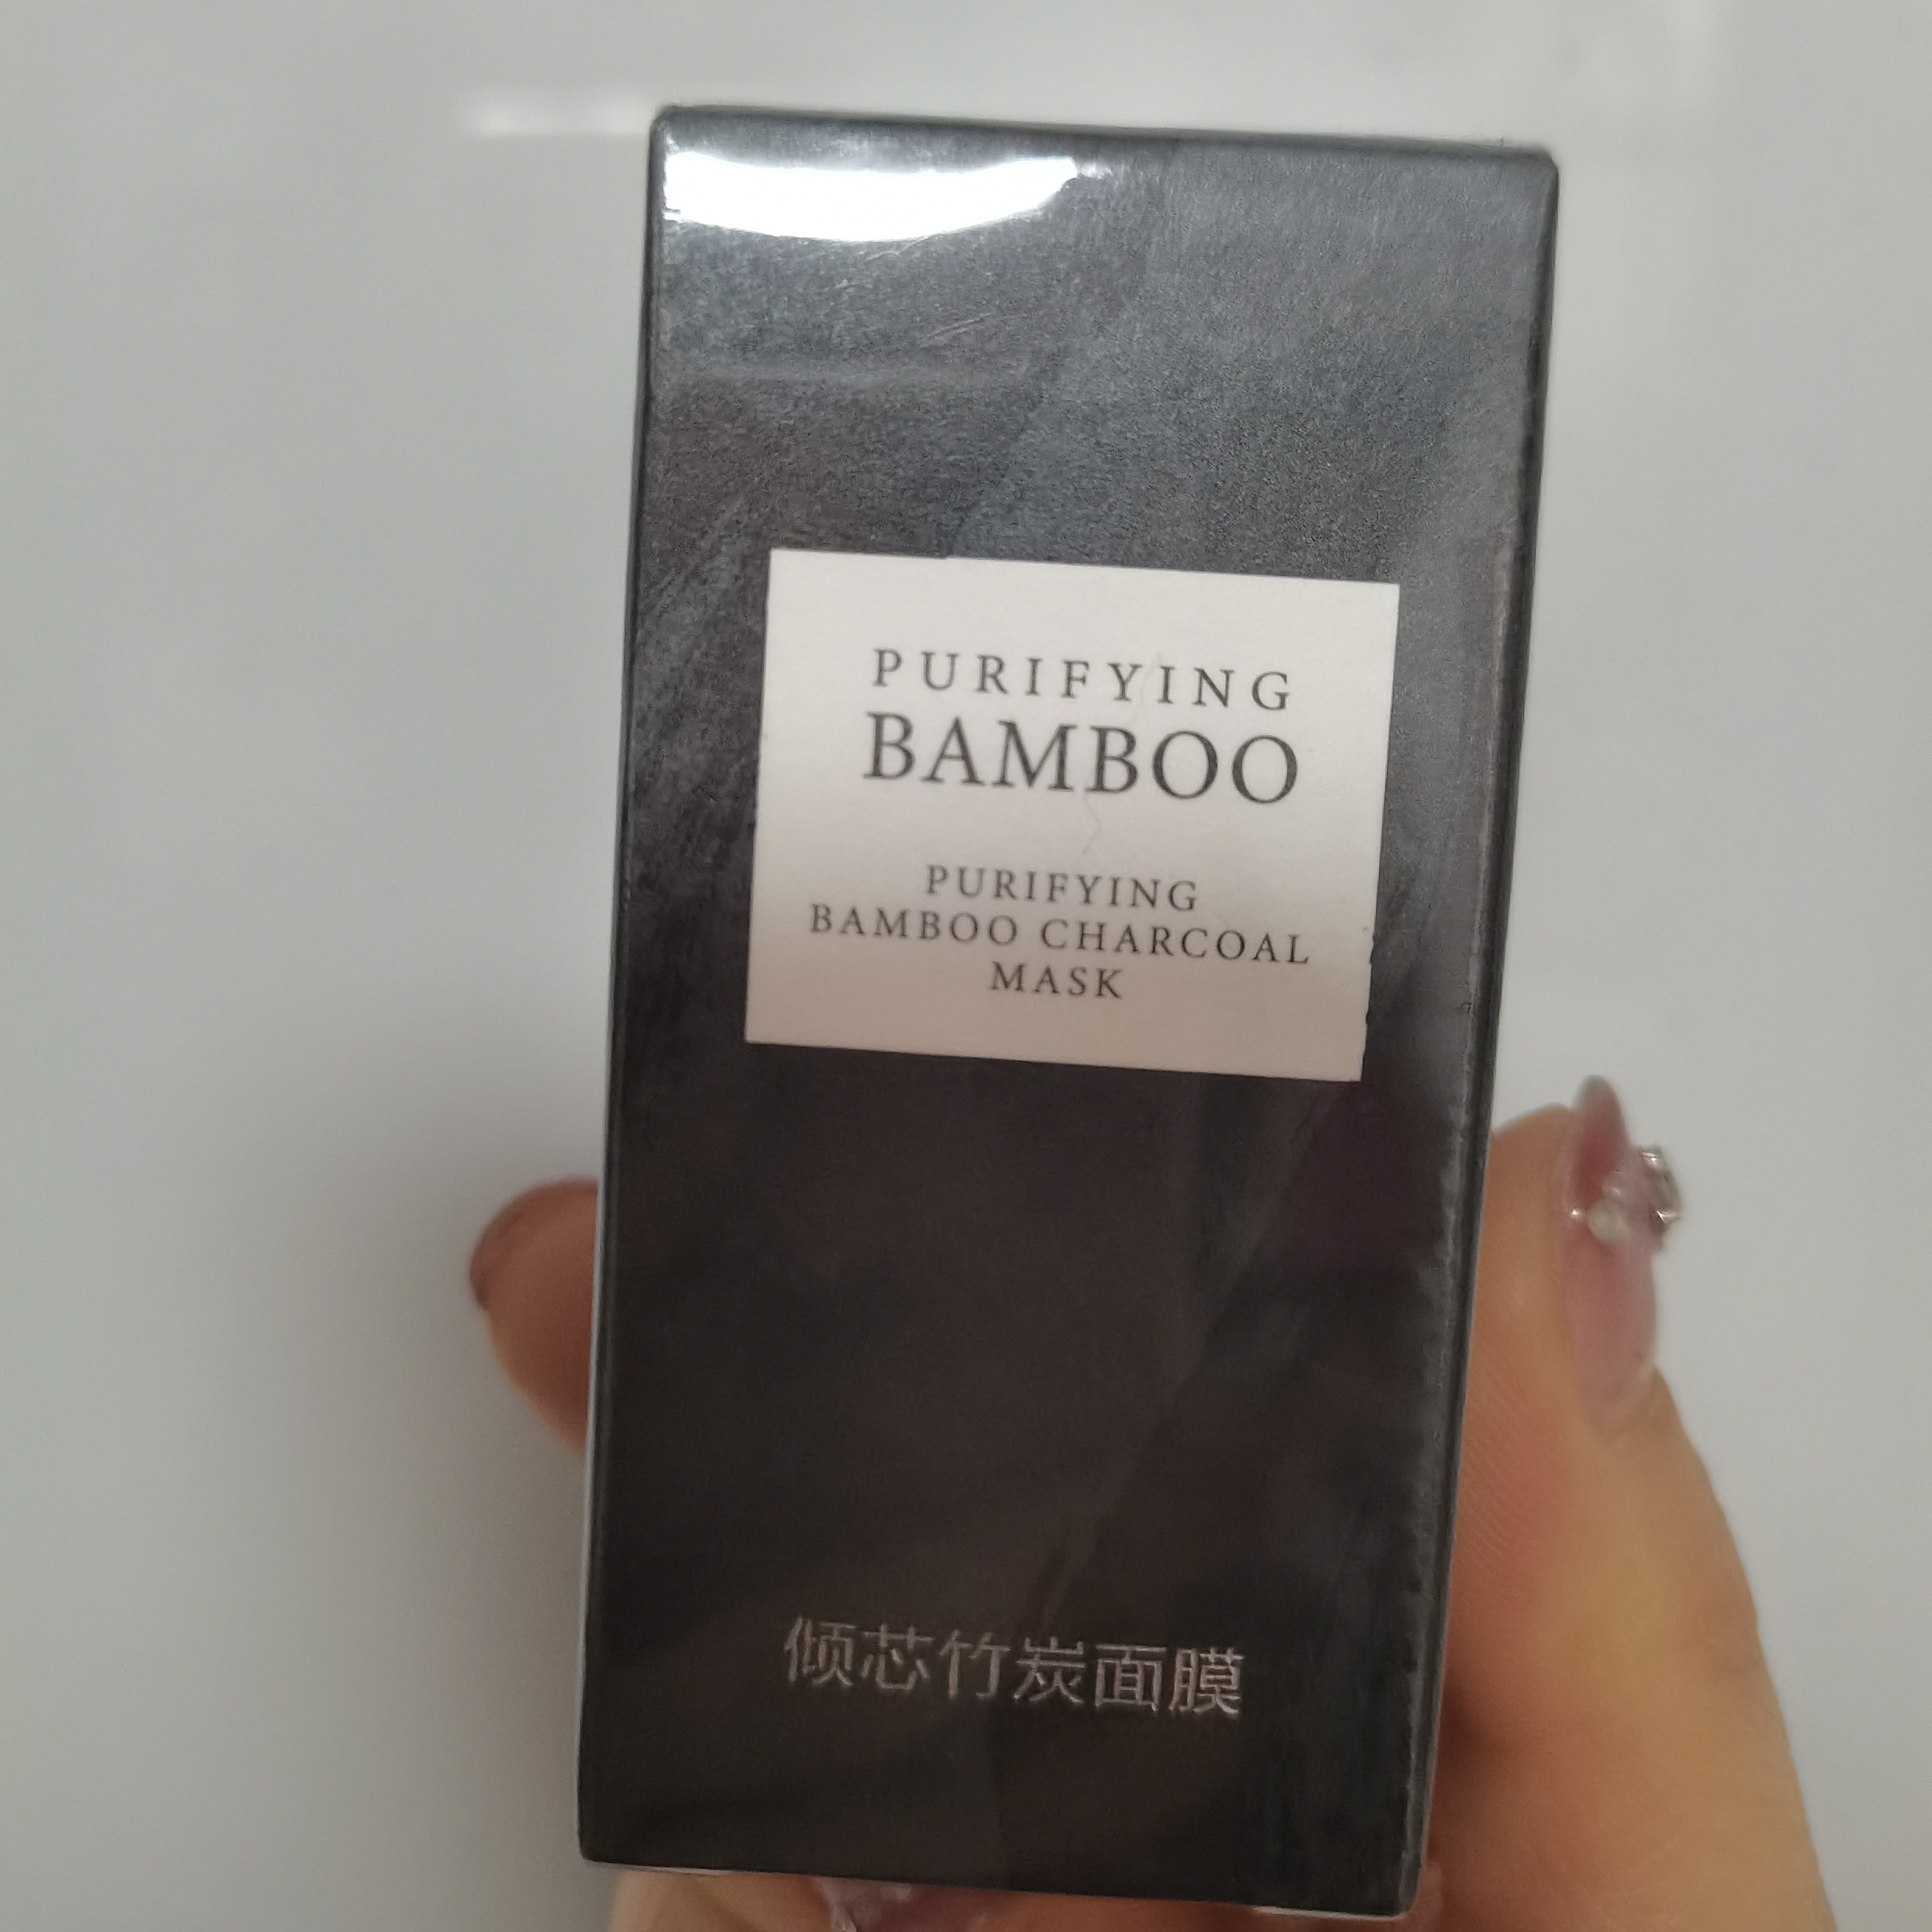 PURIFYING
BAMBOO
PURIFYING
BAMBOO CHARCOAL
MASK
倾芯竹炭面膜